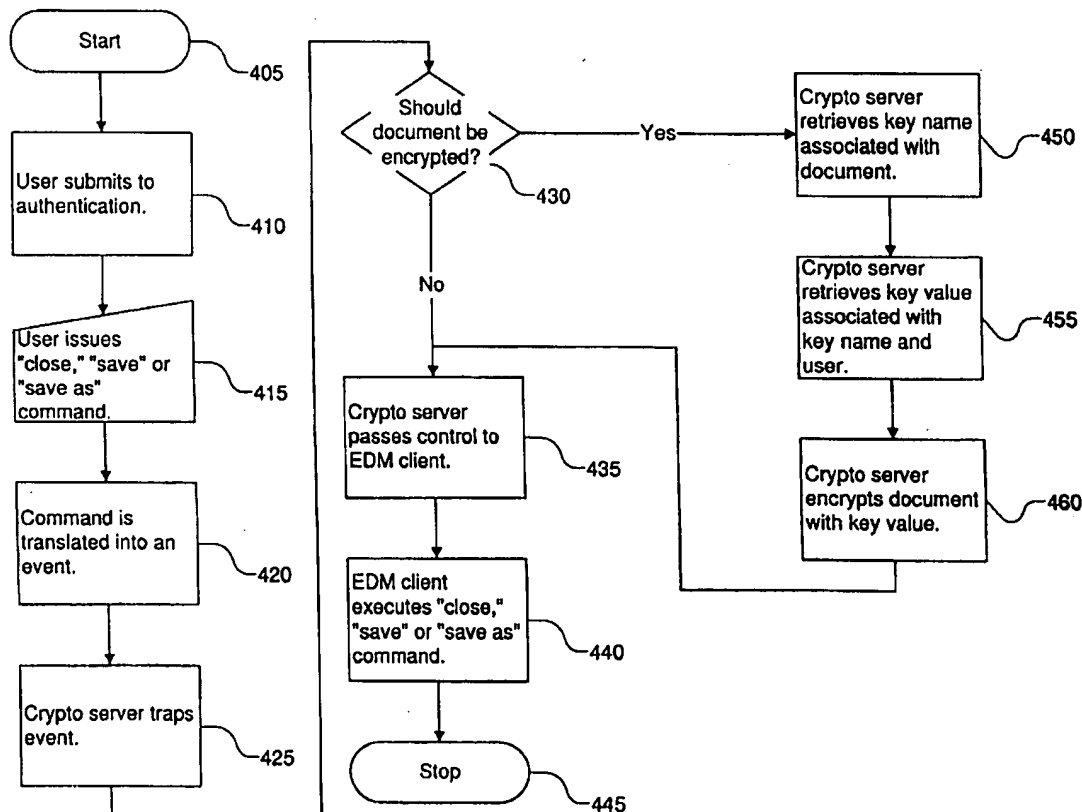 Start
405
User submits to
authentication.
410
User issues
"close," "save" or
"save as"
command.
415
Command is
translated into an
event.
420
Crypto server traps
event.
425
Should
document be
encrypted?
430
Yes
No
Crypto server
passes control to
EDM client.
435
EDM client
executes "close,"
"save" or "save as"
command.
440
Stop
445
Crypto server
retrieves key name
associated with
document.
450
Crypto server
retrieves key value
associated with
key name and
user.
455
Crypto server
encrypts document
with key value.
460